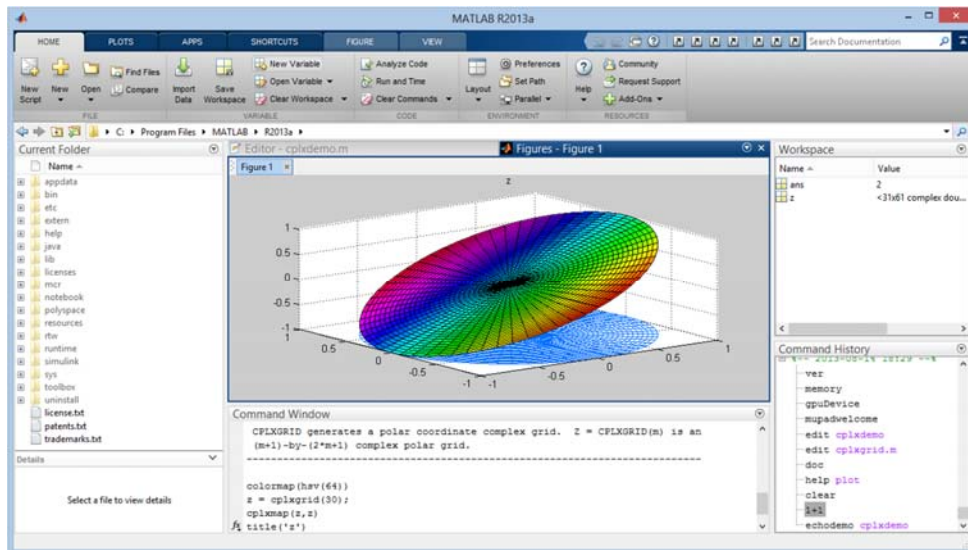 MATLAB R2013a
HOME PLOTS APPS SHORTCUTS FIGURE VIEW
Search Documentation
New Script
New
Open
Find Files
Compare
FILE
Import Data
Save Workspace
New Variable
Open Variable
Clear Workspace
VARIABLE
Analyze Code
Run and Time
Clear Commands
CODE
Layout
Preferences
Set Path
Parallel
ENVIRONMENT
Help
Community
Request Support
Add-Ons
RESOURCES
C: Program Files MATLAB R2013a
Current Folder
Name
appdata
bin
etc
extern
help
java
lib
licenses
mcr
notebook
polyspace
resources
rtw
runtime
simulink
sys
toolbox
uninstall
license.txt
patents.txt
trademarks.txt
Details
Select a file to view details
Editor - cplxdemo.m
Figures - Figure 1
Figure 1
z
1
0.5
0
-0.5
-1
1
0.5
0
-0.5
-1
-1
-0.5
0
0.5
1
Command Window
CPLXGRID generates a polar coordinate complex grid. Z = CPLXGRID(m) is an
(m+1)-by-(2*m+1) complex polar grid.
colormap(hsv(64))
z = cplxgrid(30);
cplxmap(z,z)
fx title('z')
Workspace
Name Value
ans 2
z <31x61 complex dou...
Command History
ver
memory
gpuDevice
mupadwelcome
edit cplxdemo
edit cplxgrid.m
doc
help plot
clear
1+1
echodemo cplxdemo